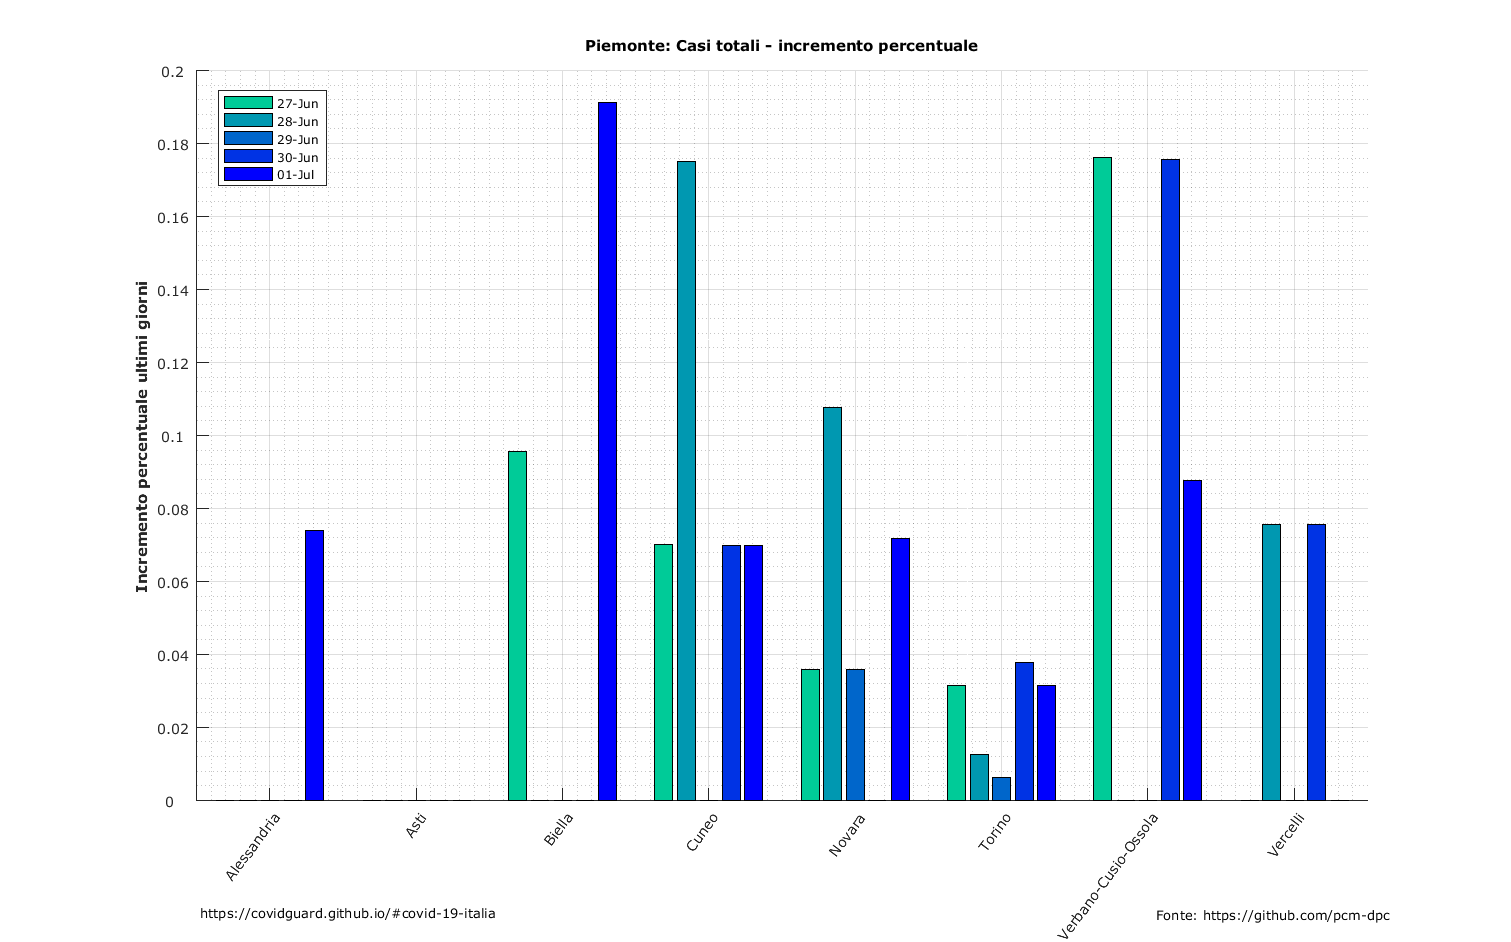 Piemonte: Casi totali - incremento percentuale
Incremento percentuale ultimi giorni
0.2
0.18
0.16
0.14
0.12
0.1
0.08
0.06
0.04
0.02
0
27-Jun
28-Jun
29-Jun
30-Jun
01-Jul
Alessandria
Asti
Biella
Cuneo
Novara
Torino
Verbano-Cusio-Ossola
Vercelli
https://covidguard.github.io/#covid-19-italia
Fonte: https://github.com/pcm-dpc